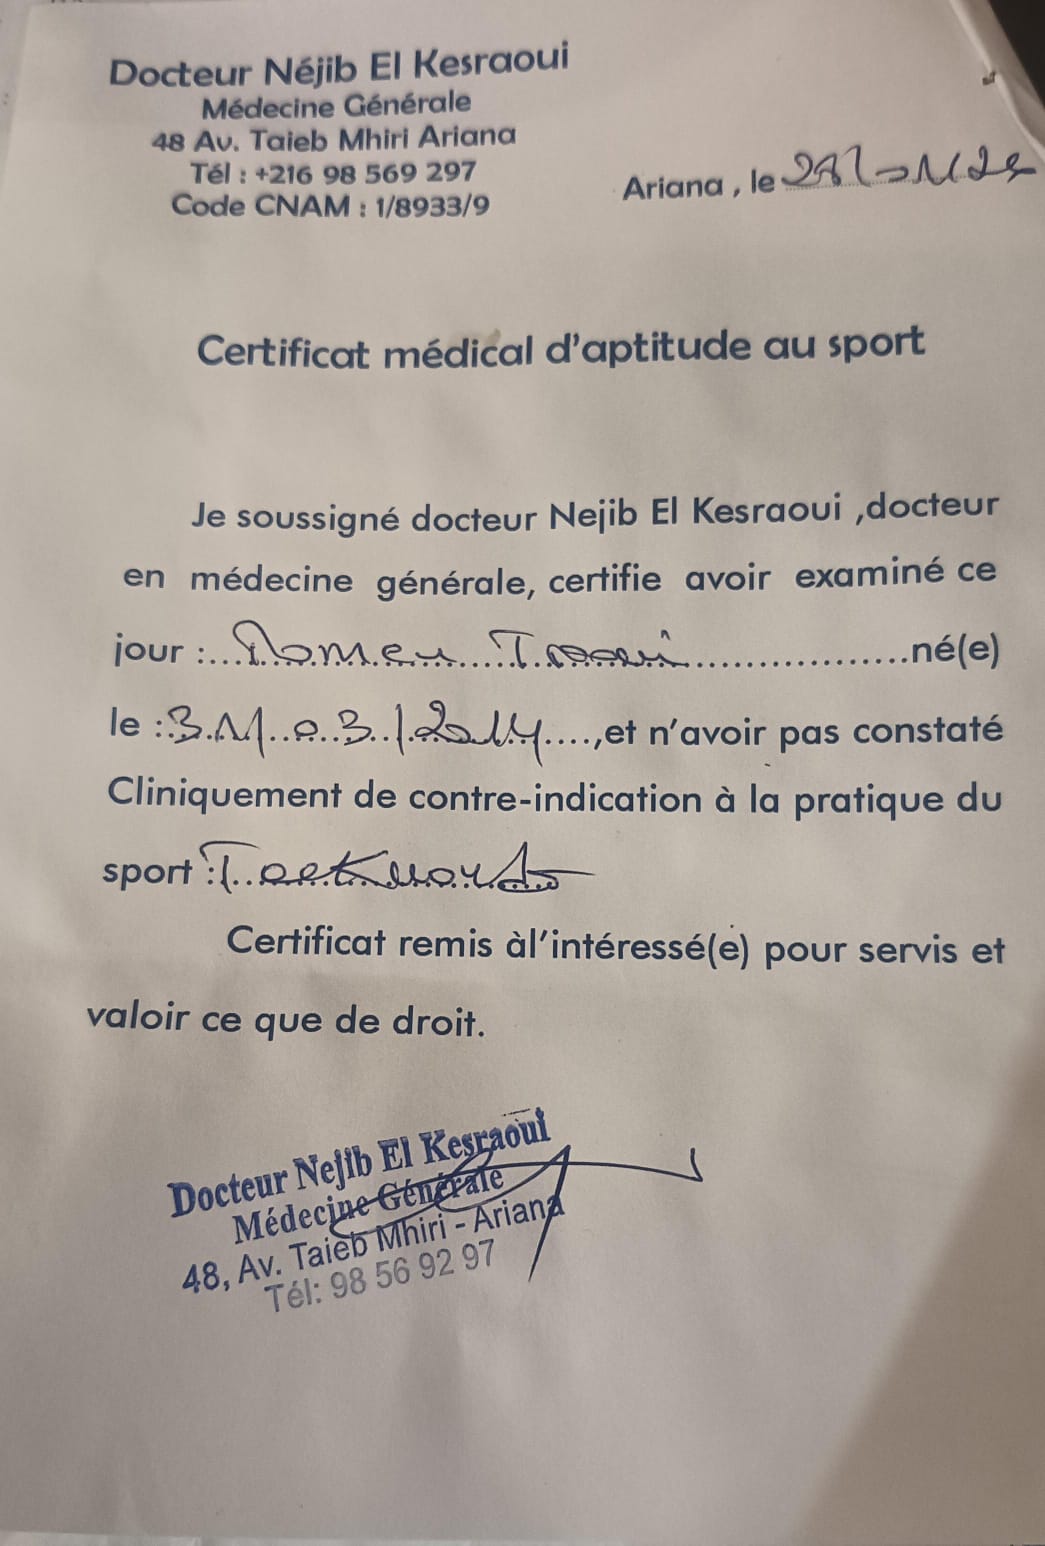 Docteur Néjib El Kesraoui
Médecine Générale
48 Av. Taieb Mhiri Ariana
Tél : +216 98 569 297
Code CNAM : 1/8933/9
Ariana , le
Certificat médical d'aptitude au sport
Je soussigné docteur Nejib El Kesraoui ,docteur
en médecine générale, certifie avoir examiné ce
jour : né(e)
le : 2014 ,et n'avoir pas constaté
Cliniquement de contre-indication à la pratique du
sport : Taekwondo
Certificat remis àl'intéressé(e) pour servis et
valoir ce que de droit.
Docteur Nejib El Kesraoui
Médecine Générale
48, Av. Taieb Mhiri - Ariana
Tél: 98 56 92 97